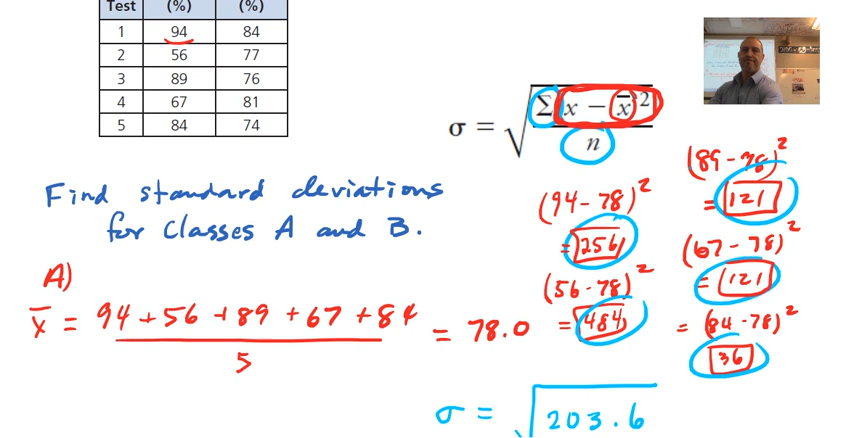 Test (%) (%)
1 94 84
2 56 77
3 89 76
4 67 81
5 84 74
σ = √ Σ(x − x̄)² / n
Find standard deviations
for Classes A and B.
A)
x̄ = 94 + 56 + 89 + 67 + 84 / 5 = 78.0
(94 - 78)²
= 256
(56 - 78)²
= 484
(89 - 78)²
= 121
(67 - 78)²
= 121
= (84 - 78)²
36
σ = √203.6